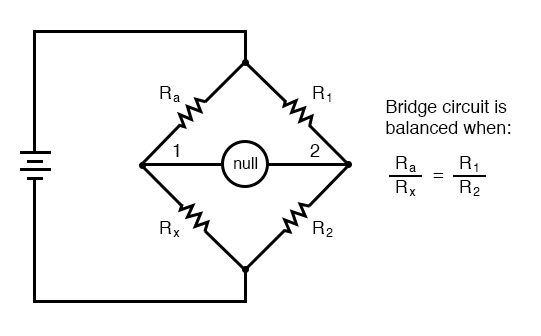 Rₐ
R₁
1
null
2
Rₓ
R₂
Bridge circuit is
balanced when:
Rₐ / Rₓ = R₁ / R₂